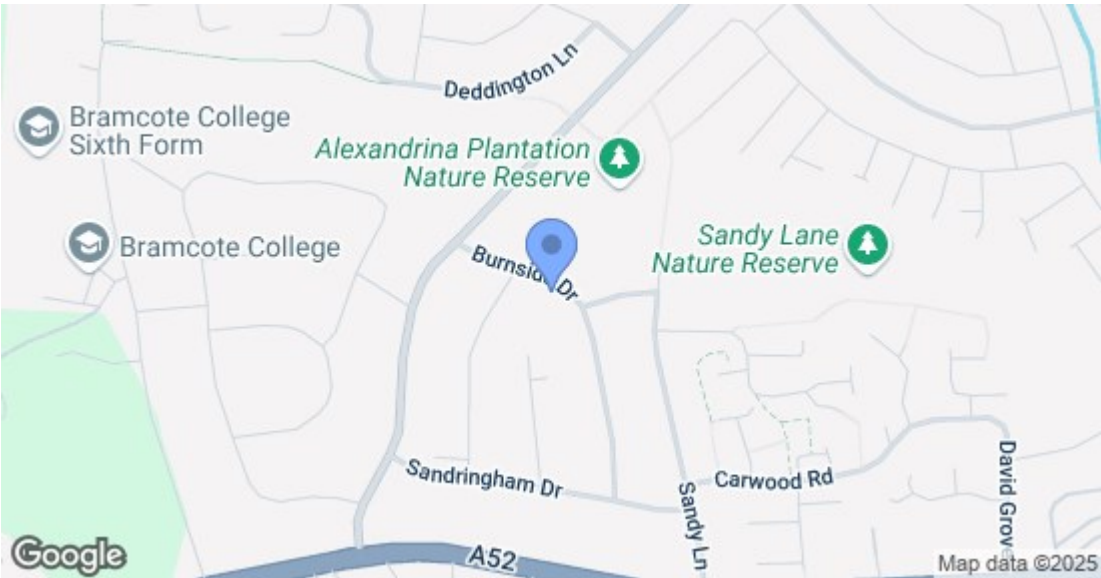 Deddington Ln
Bramcote College
Sixth Form
Alexandrina Plantation
Nature Reserve
Bramcote College
Burnside Dr
Sandy Lane
Nature Reserve
Sandringham Dr
Carwood Rd
David Grove
Sandy Ln
A52
Google
Map data ©2025